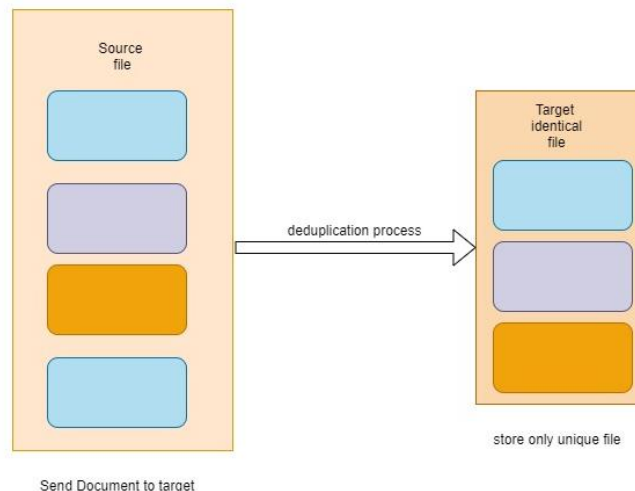 Source
file
Target
identical
file
deduplication process
store only unique file
Send Document to target